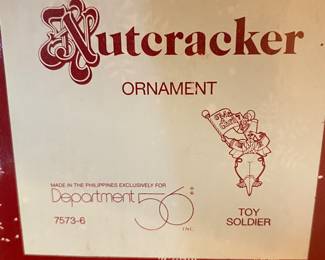 Nutcracker
ORNAMENT
MADE IN THE PHILIPPINES EXCLUSIVELY FOR
Department 56
INC.
7573-6
TOY
SOLDIER